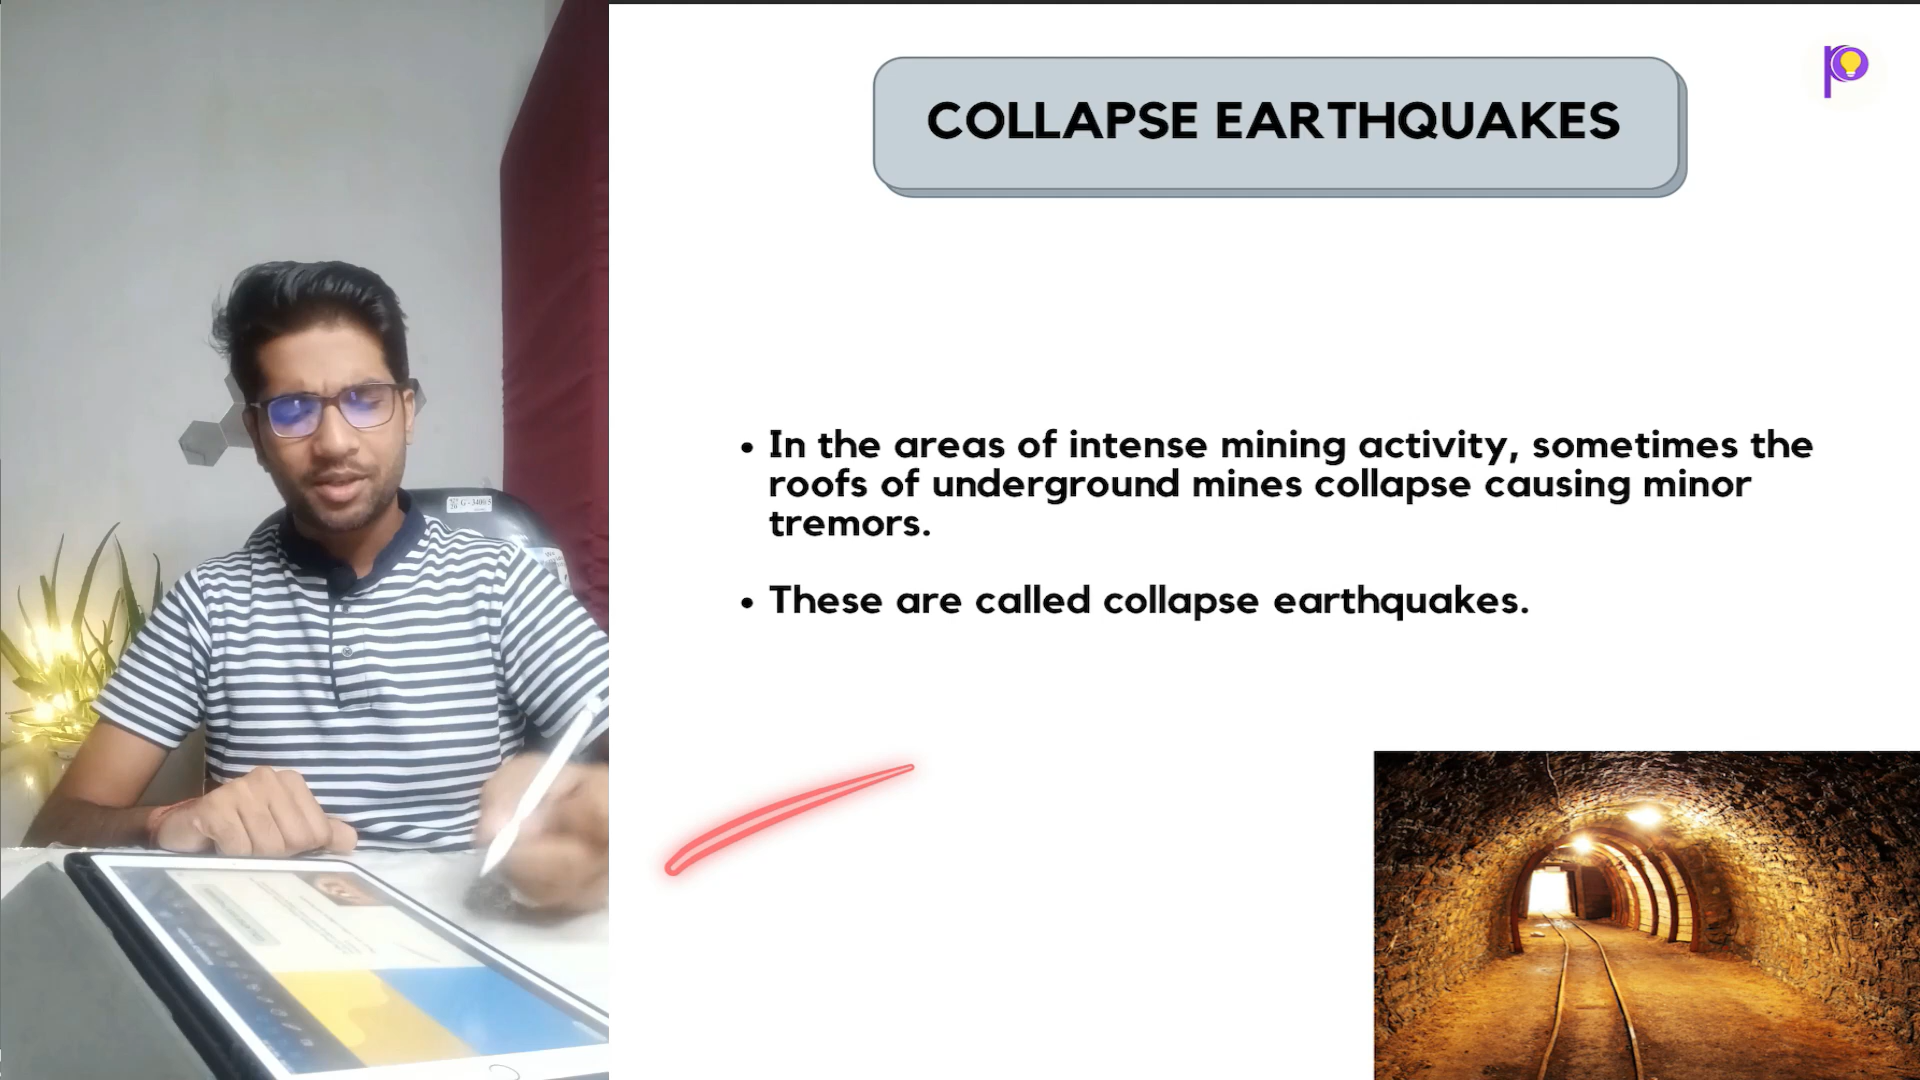 COLLAPSE EARTHQUAKES
• In the areas of intense mining activity, sometimes the
roofs of underground mines collapse causing minor
tremors.
• These are called collapse earthquakes.